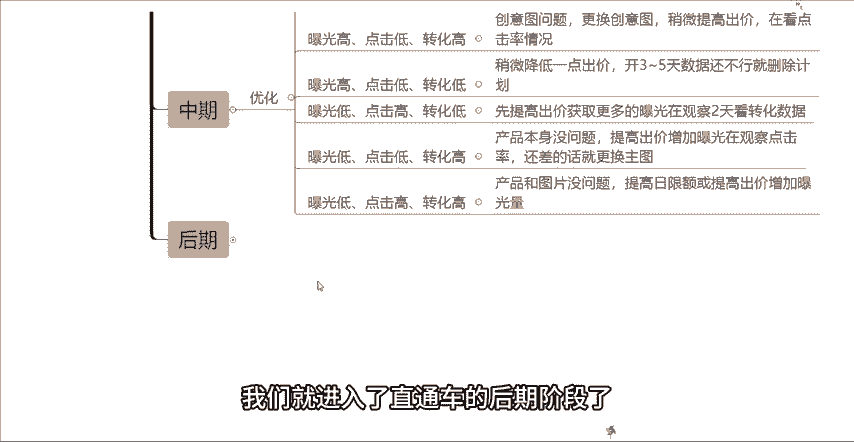 创意图问题，更换创意图，稍微提高出价，在看点
曝光高、点击低、转化高
击率情况
稍微降低一点出价，开3~5天数据还不行就删除计
曝光高、点击低、转化低
划
中期
优化
曝光低、点击高、转化低
先提高出价获取更多的曝光在观察2天看转化数据
产品本身没问题，提高出价增加曝光在观察点击
曝光低、点击低、转化高
率，还差的话就更换主图
产品和图片没问题，提高日限额或提高出价增加曝
曝光低、点击高、转化高
光量
后期
我们就进入了直通车的后期阶段了